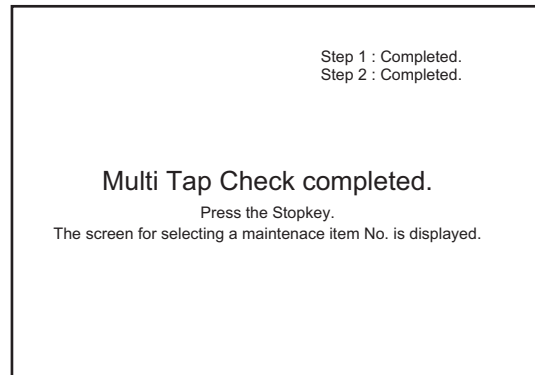 Step 1 : Completed.
Step 2 : Completed.
Multi Tap Check completed.
Press the Stopkey.
The screen for selecting a maintenace item No. is displayed.